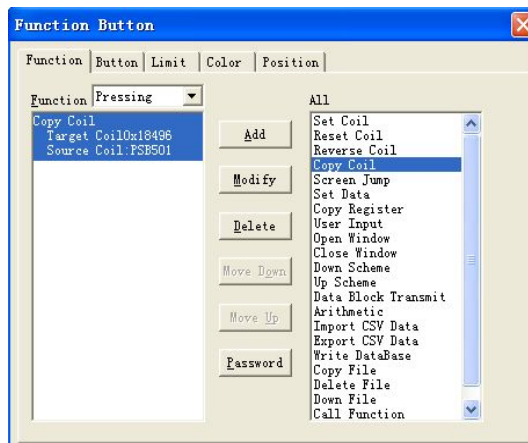 Function Button
Function Button Limit Color Position
Function Pressing
Copy Coil
Target Coil0x18496
Source Coil:PSB501
Add
Modify
Delete
Move Down
Move Up
Password
All
Set Coil
Reset Coil
Reverse Coil
Copy Coil
Screen Jump
Set Data
Copy Register
User Input
Open Window
Close Window
Down Scheme
Up Scheme
Data Block Transmit
Arithmetic
Import CSV Data
Export CSV Data
Write DataBase
Copy File
Delete File
Down File
Call Function